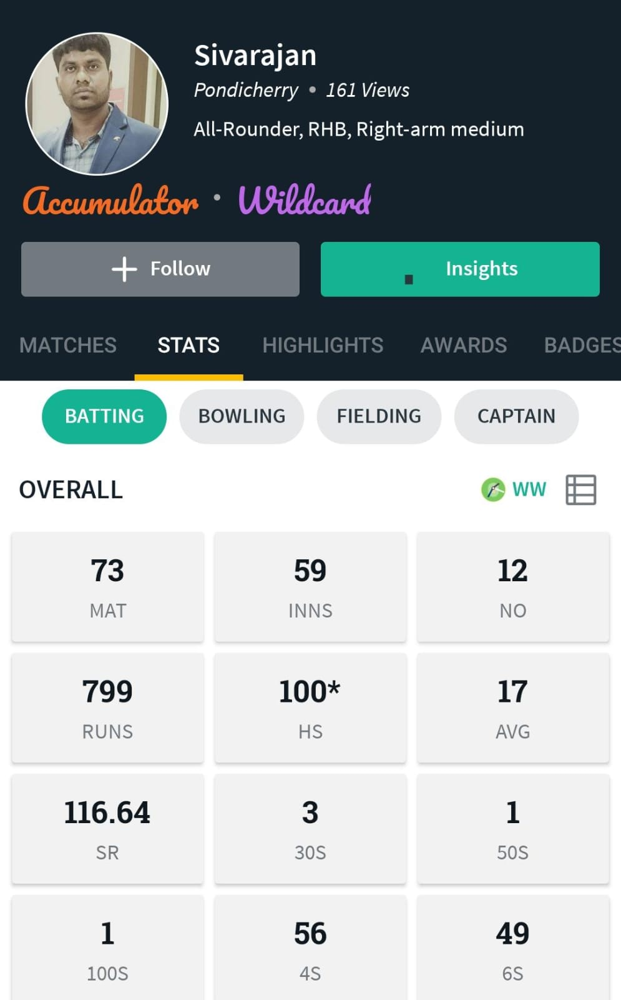 Sivarajan
Pondicherry • 161 Views
All-Rounder, RHB, Right-arm medium
Accumulator • Wildcard
+ Follow
Insights
MATCHES STATS HIGHLIGHTS AWARDS BADGES
BATTING BOWLING FIELDING CAPTAIN
OVERALL WW
73 59 12
MAT INNS NO
799 100* 17
RUNS HS AVG
116.64 3 1
SR 30S 50S
1 56 49
100S 4S 6S